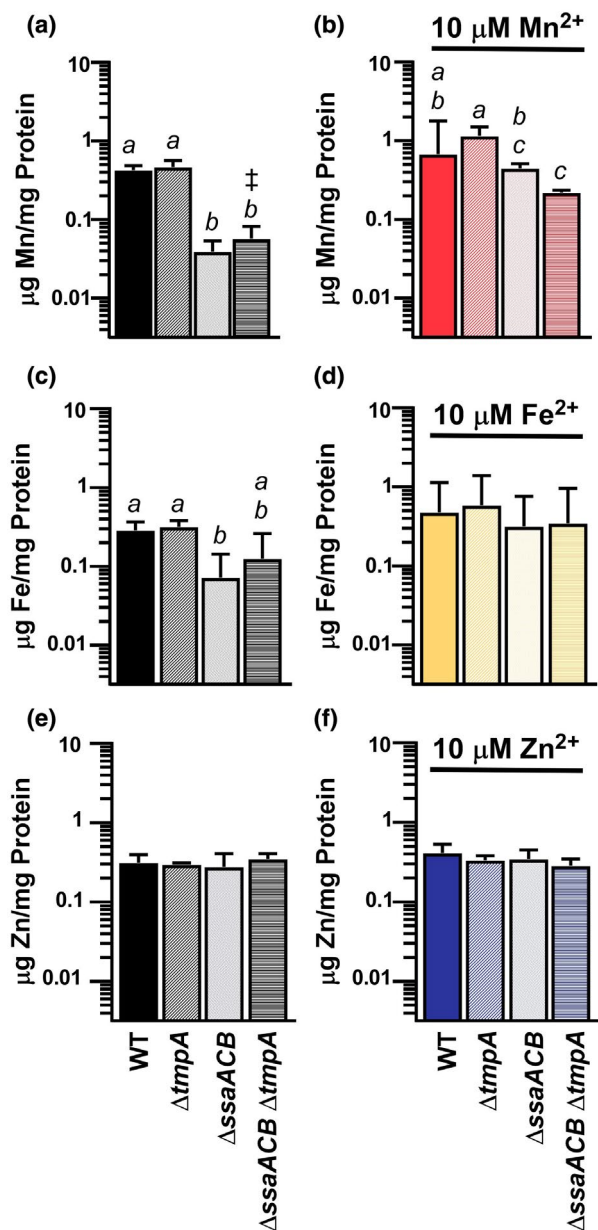 (a)
µg Mn/mg Protein
10
1
0.1
0.01
a
a
b
‡
b
(b)
10 µM Mn²⁺
µg Mn/mg Protein
10
1
0.1
0.01
a
b
a
b
c
c
(c)
µg Fe/mg Protein
10
1
0.1
0.01
a
a
b
a
b
(d)
10 µM Fe²⁺
µg Fe/mg Protein
10
1
0.1
0.01
(e)
µg Zn/mg Protein
10
1
0.1
0.01
(f)
10 µM Zn²⁺
µg Zn/mg Protein
10
1
0.1
0.01
WT
ΔtmpA
ΔssaACB
ΔssaACB ΔtmpA
WT
ΔtmpA
ΔssaACB
ΔssaACB ΔtmpA